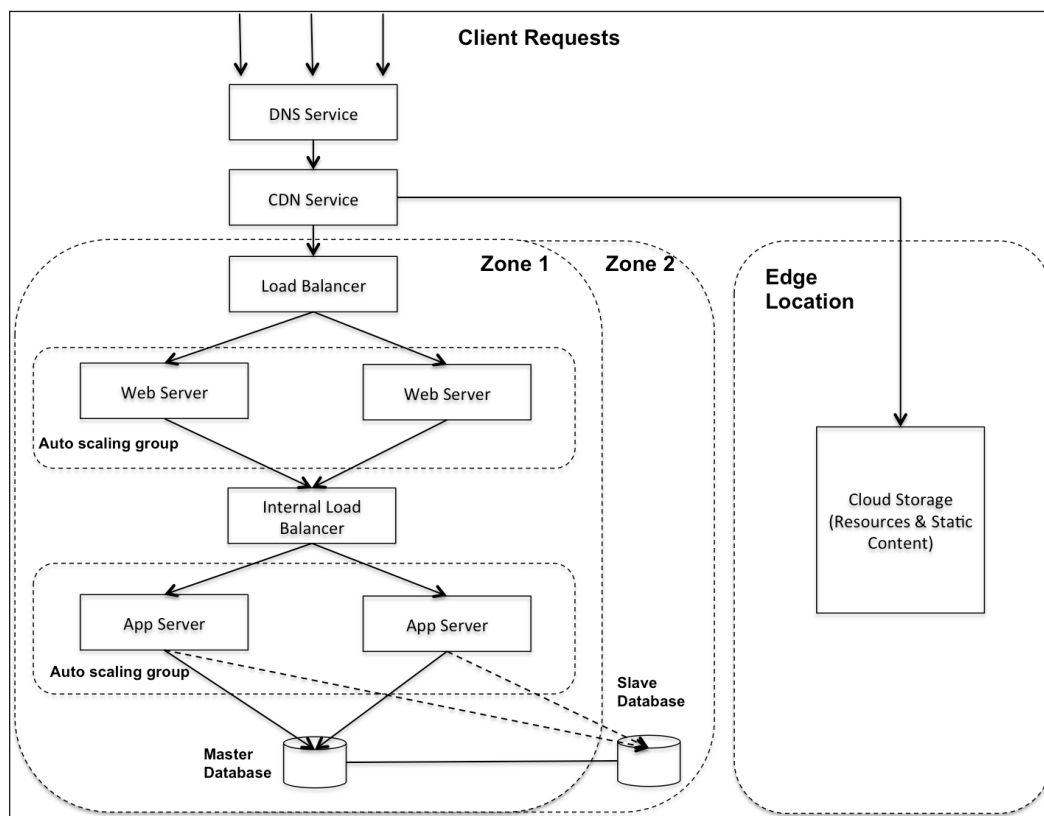 Client Requests
DNS Service
CDN Service
Zone 1
Zone 2
Load Balancer
Edge
Location
Web Server
Web Server
Auto scaling group
Internal Load
Balancer
Cloud Storage
(Resources & Static
Content)
App Server
App Server
Auto scaling group
Slave
Database
Master
Database